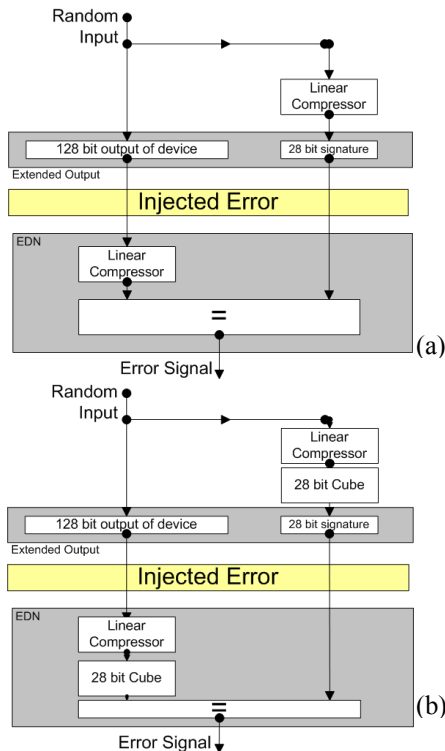 Random
Input
Linear
Compressor
128 bit output of device
28 bit signature
Extended Output
Injected Error
EDN
Linear
Compressor
=
Error Signal
(a)
Random
Input
Linear
Compressor
28 bit Cube
128 bit output of device
28 bit signature
Extended Output
Injected Error
EDN
Linear
Compressor
28 bit Cube
=
Error Signal
(b)